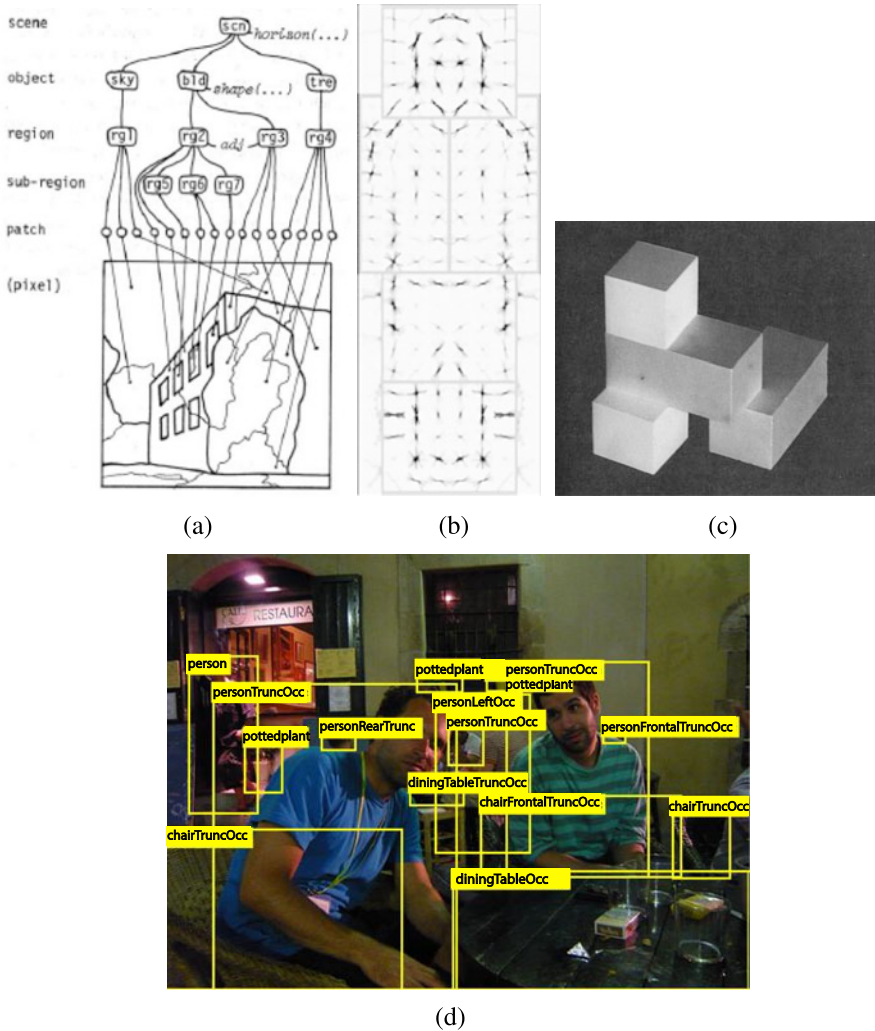 scene
scn
horison(...)
object
sky
bld
shape(...)
tre
region
rg1
rg2
adj
rg3
rg4
sub-region
rg5
rg6
rg7
patch
(pixel)
(a)
(b)
(c)
RESTAURA
person
pottedplant
personTruncOcc
personTruncOcc
pottedplant
personLeftOcc
personRearTrunc
personTruncOcc
personFrontalTruncOcc
pottedplant
diningTableTruncOcc
chairFrontalTruncOcc
chairTruncOcc
chairTruncOcc
diningTableOcc
(d)